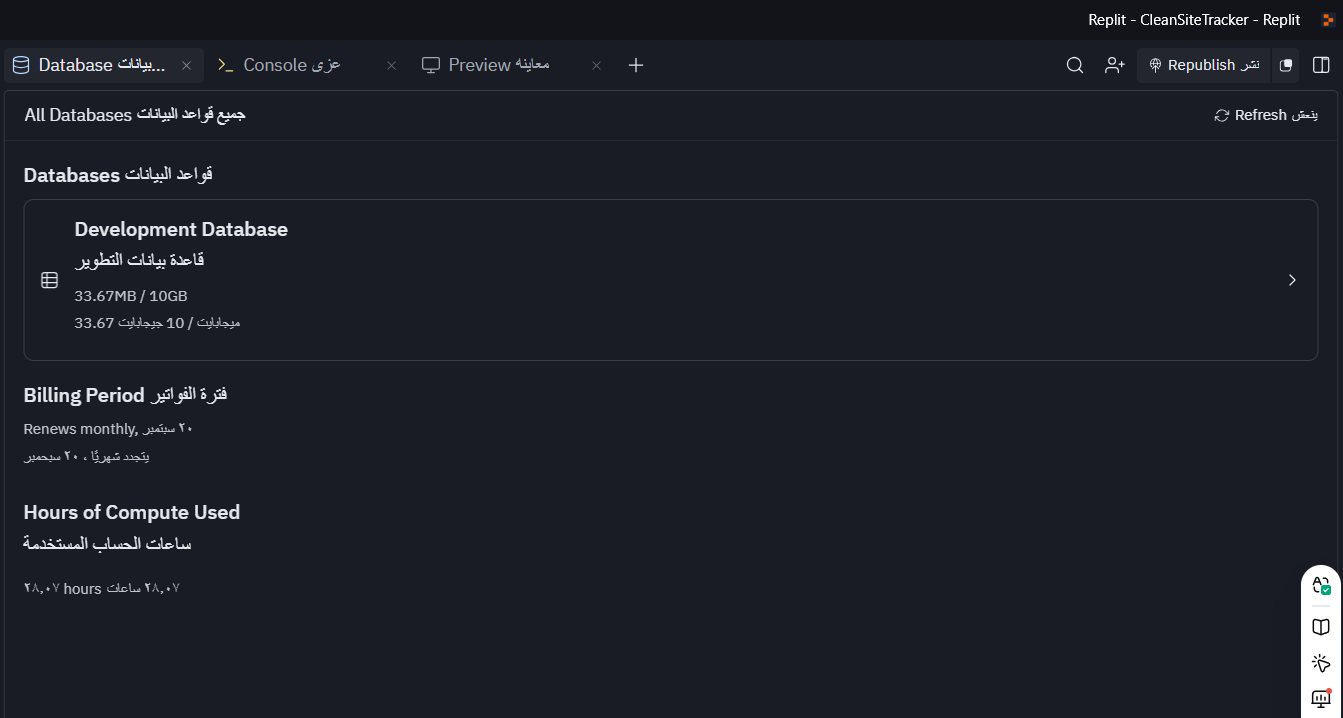 Replit - CleanSiteTracker - Replit
Database بيانات...
Console عزى
Preview معاينه
Republish نشر
All Databases جميع قواعد البيانات
Refresh ينعش
Databases قواعد البيانات
Development Database
قاعدة بيانات التطوير
33.67MB / 10GB
33.67 ميجابايت / 10 جيجابايت
Billing Period فترة الفواتير
Renews monthly, ٢٠ سبتمبر
يتجدد شهريًا ، ٢٠ سبحمبر
Hours of Compute Used
ساعات الحساب المستخدمة
٢٨٫٠٧ hours ٢٨٫٠٧ ساعات